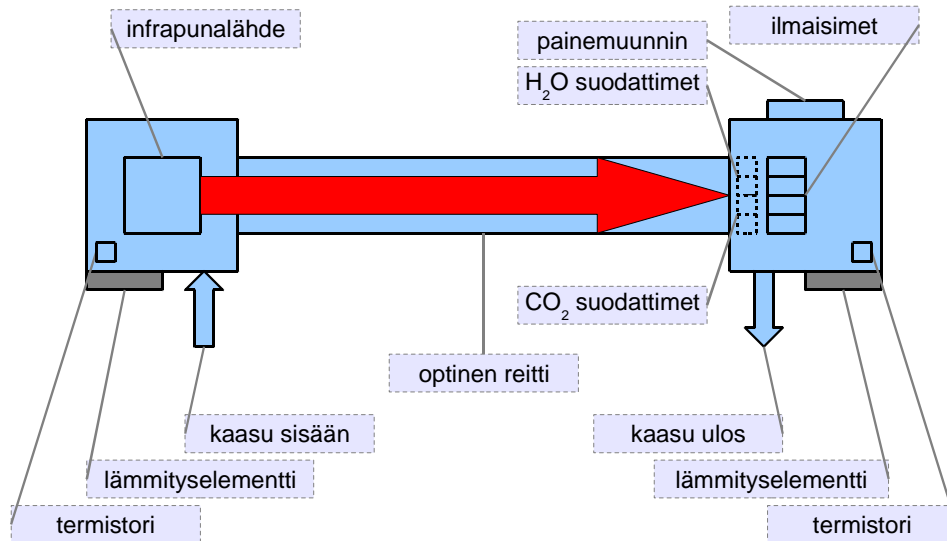 infrapunalähde
ilmaisimet
painemuunnin
H₂O suodattimet
CO₂ suodattimet
optinen reitti
kaasu sisään
kaasu ulos
lämmityselementti
lämmityselementti
termistori
termistori